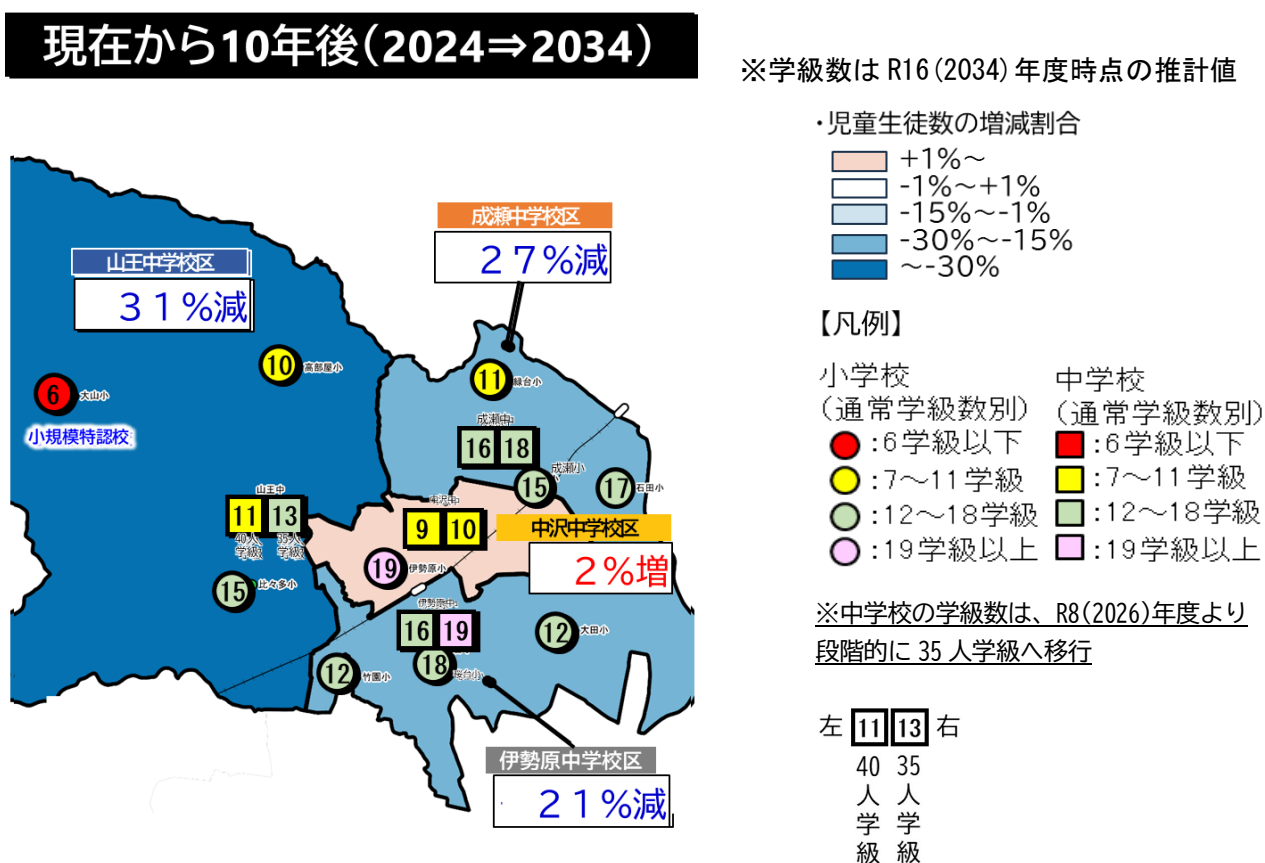 現在から10年後(2024⇒2034)
※学級数は R16(2034)年度時点の推計値
・児童生徒数の増減割合
+1%～
-1%～+1%
-15%～-1%
-30%～-15%
～-30%
成瀬中学校区
27%減
山王中学校区
31%減
10
高部屋小
6
大山小
小規模特認校
11
緑台小
成瀬中
16 18
成瀬小
15
17
石田小
山王中
11 13
40人
学級
35人
学級
中沢中
9 10
中沢中学校区
2%増
19
伊勢原小
15
比々多小
伊勢原中
16 19
12
大田小
18
桜台小
12
竹園小
伊勢原中学校区
21%減
【凡例】
小学校
(通常学級数別)
:6学級以下
:7～11学級
:12～18学級
:19学級以上
中学校
(通常学級数別)
:6学級以下
:7～11学級
:12～18学級
:19学級以上
※中学校の学級数は、R8(2026)年度より
段階的に 35 人学級へ移行
左 11 13 右
40人学級
35人学級